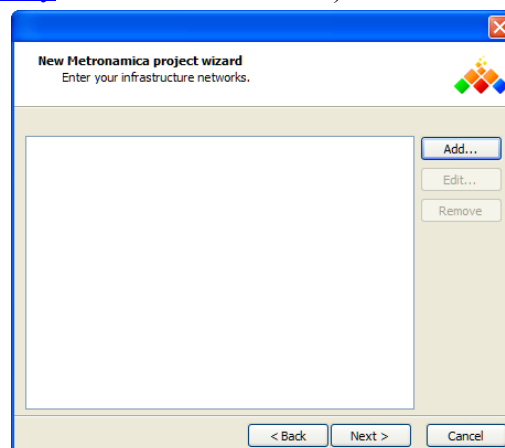 New Metronamica project wizard
Enter your infrastructure networks.
Add...
Edit...
Remove
< Back
Next >
Cancel